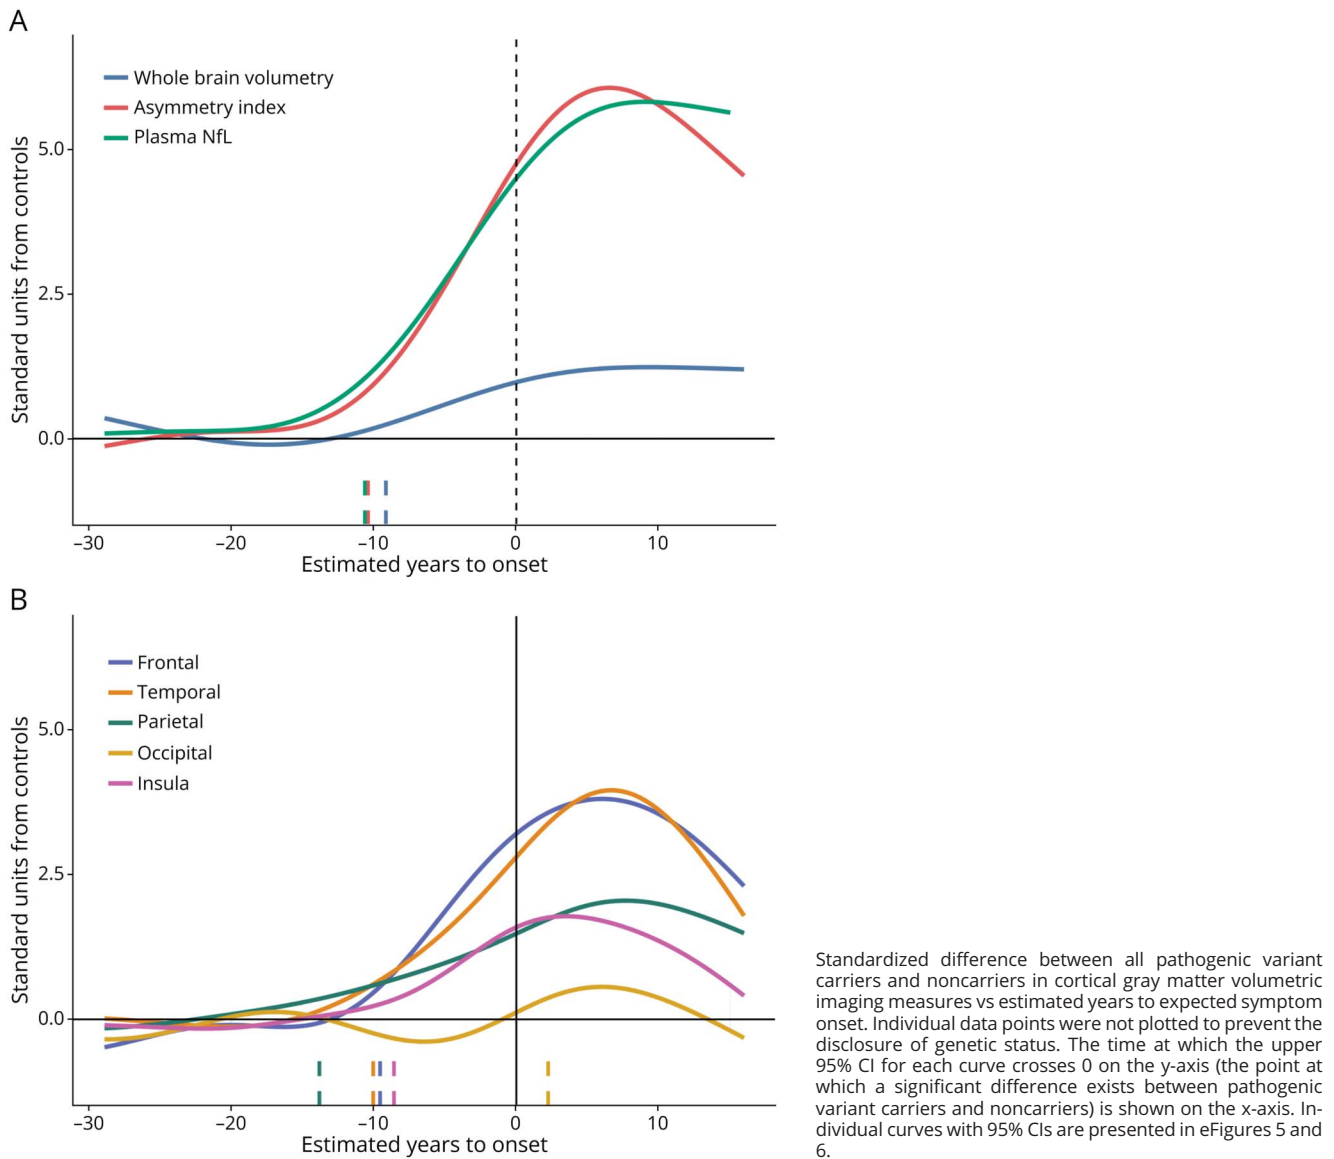 A
Whole brain volumetry
Asymmetry index
Plasma NfL
Standard units from controls
5.0
2.5
0.0
−30
−20
−10
0
10
Estimated years to onset
B
Frontal
Temporal
Parietal
Occipital
Insula
Standard units from controls
5.0
2.5
0.0
−30
−20
−10
0
10
Estimated years to onset
Standardized difference between all pathogenic variant
carriers and noncarriers in cortical gray matter volumetric
imaging measures vs estimated years to expected symptom
onset. Individual data points were not plotted to prevent the
disclosure of genetic status. The time at which the upper
95% CI for each curve crosses 0 on the y-axis (the point at
which a significant difference exists between pathogenic
variant carriers and noncarriers) is shown on the x-axis. In-
dividual curves with 95% CIs are presented in eFigures 5 and
6.